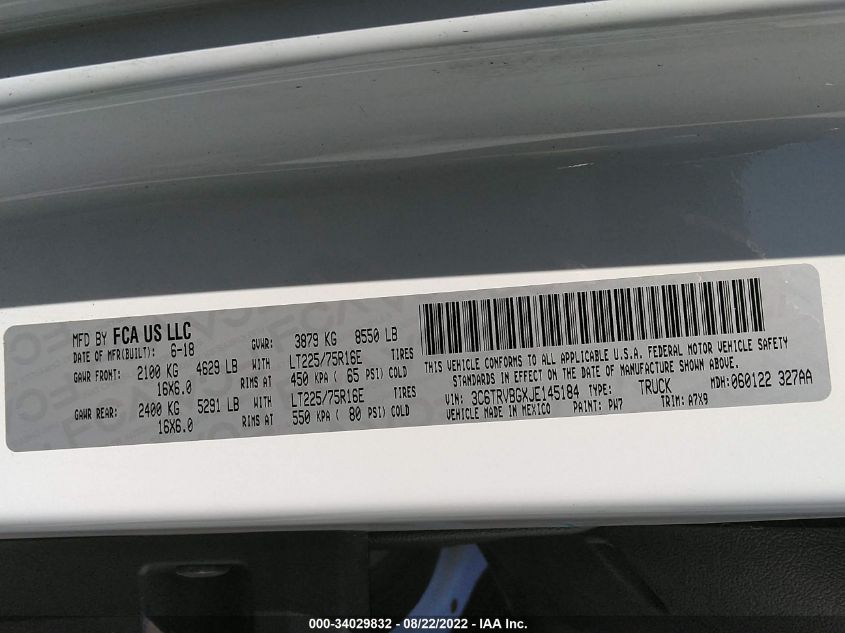 MFD BY FCA US LLC
DATE OF MFR(BUILT): 6-18 GVWR: 3879 KG 8550 LB
GAWR FRONT: 2100 KG 4629 LB WITH LT225/75R16E TIRES
16X6.0 RIMS AT 450 KPA ( 65 PSI) COLD
GAWR REAR: 2400 KG 5291 LB WITH LT225/75R16E TIRES
16X6.0 RIMS AT 550 KPA ( 80 PSI) COLD
THIS VEHICLE CONFORMS TO ALL APPLICABLE U.S.A. FEDERAL MOTOR VEHICLE SAFETY
STANDARDS IN EFFECT ON THE DATE OF MANUFACTURE SHOWN ABOVE.
VIN: 3C6TRVBGXJE145184 TYPE: TRUCK MDH:060122 327AA
VEHICLE MADE IN MEXICO PAINT: PW7 TRIM: A7X9
000-34029832 - 08/22/2022 - IAA Inc.